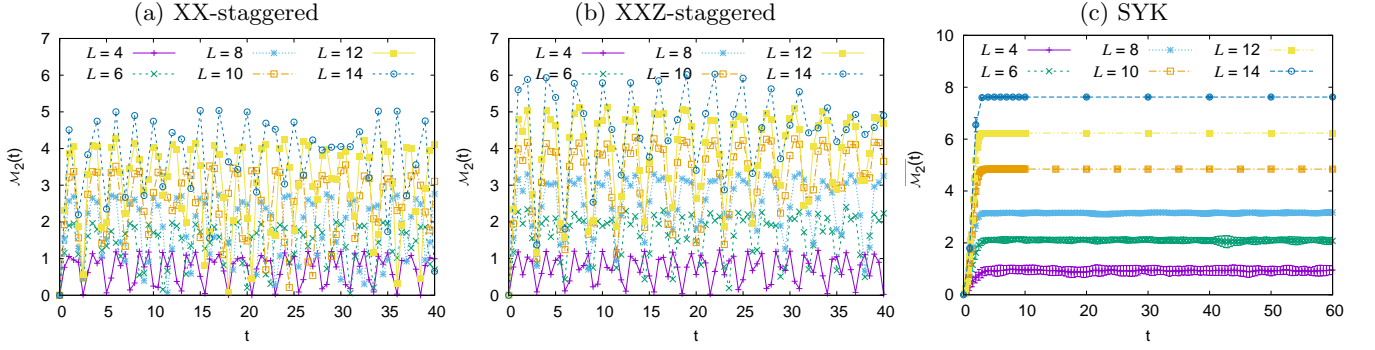 (a) XX-staggered
7
6
5
4
3
2
1
0
ℳ₂(t)
L = 4
L = 6
L = 8
L = 10
L = 12
L = 14
0 5 10 15 20 25 30 35 40
t
(b) XXZ-staggered
7
6
5
4
3
2
1
0
ℳ₂(t)
L = 4
L = 6
L = 8
L = 10
L = 12
L = 14
0 5 10 15 20 25 30 35 40
t
(c) SYK
10
8
6
4
2
0
ℳ₂(t)
L = 4
L = 6
L = 8
L = 10
L = 12
L = 14
0 10 20 30 40 50 60
t